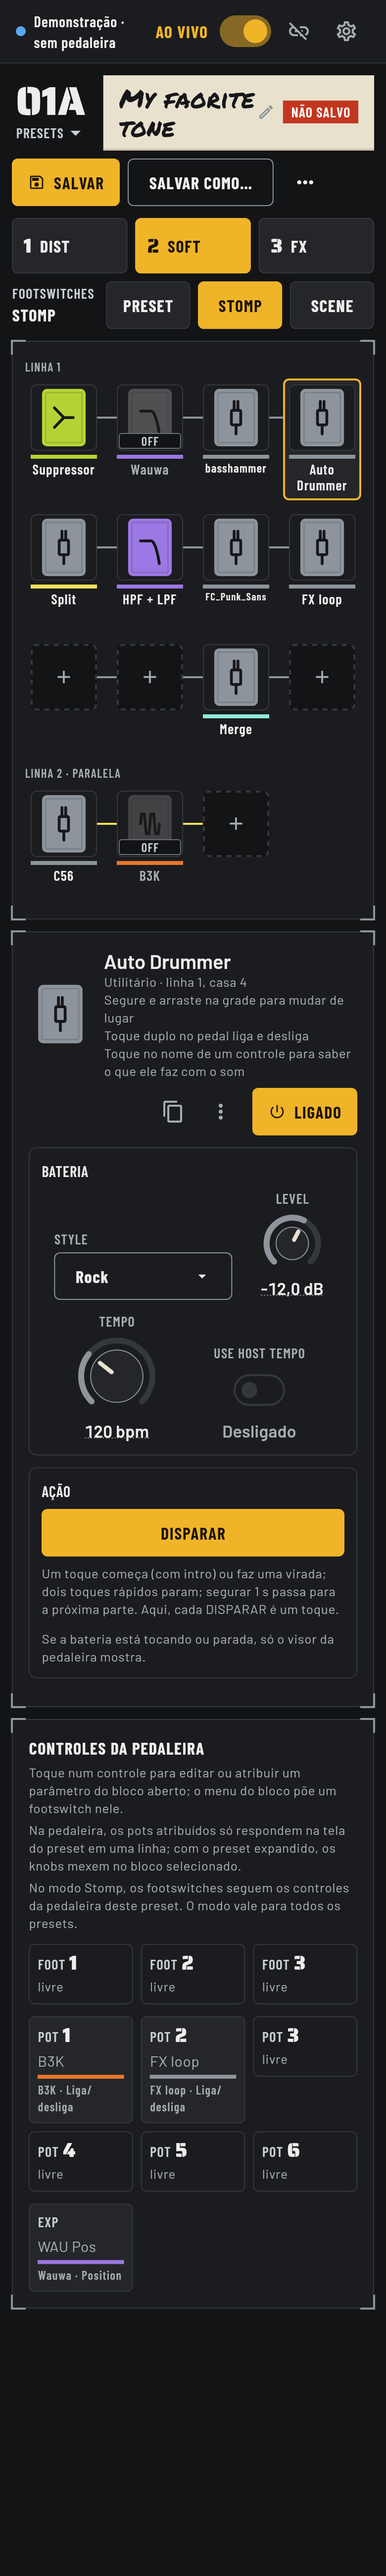 Demonstração ·
sem pedaleira
AO VIVO
01A
PRESETS
My faorite
tone
NÃO SALVO
SALVAR
SALVAR COMO...
1 DIST
2 SOFT
3 FX
FOOTSWITCHES
STOMP
PRESET
STOMP
SCENE
LINHA 1
OFF
Suppressor
Wauwa
basshammer
Auto
Drummer
Split
HPF + LPF
FC_Punk_Sans
FX loop
Merge
LINHA 2 · PARALELA
OFF
C56
B3K
Auto Drummer
Utilitário · linha 1, casa 4
Segure e arraste na grade para mudar de
lugar
Toque duplo no pedal liga e desliga
Toque no nome de um controle para saber
o que ele faz com o som
LIGADO
BATERIA
LEVEL
STYLE
Rock
-12,0 dB
TEMPO
USE HOST TEMPO
120 bpm
Desligado
AÇÃO
DISPARAR
Um toque começa (com intro) ou faz uma virada;
dois toques rápidos param; segurar 1 s passa para
a próxima parte. Aqui, cada DISPARAR é um toque.
Se a bateria está tocando ou parada, só o visor da
pedaleira mostra.
CONTROLES DA PEDALEIRA
Toque num controle para editar ou atribuir um
parâmetro do bloco aberto; o menu do bloco põe um
footswitch nele.
Na pedaleira, os pots atribuídos só respondem na tela
do preset em uma linha; com o preset expandido, os
knobs mexem no bloco selecionado.
No modo Stomp, os footswitches seguem os controles
da pedaleira deste preset. O modo vale para todos os
presets.
FOOT 1
livre
FOOT 2
livre
FOOT 3
livre
POT 1
B3K
B3K · Liga/
desliga
POT 2
FX loop
FX loop · Liga/
desliga
POT 3
livre
POT 4
livre
POT 5
livre
POT 6
livre
EXP
WAU Pos
Wauwa · Position